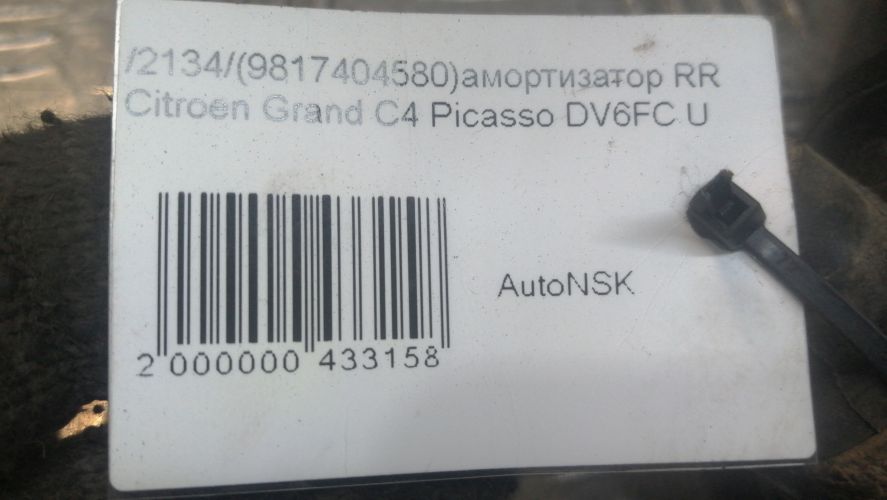 /2134/(9817404580)амортизатор RR
Citroen Grand C4 Picasso DV6FC U
AutoNSK
2 000000 433158